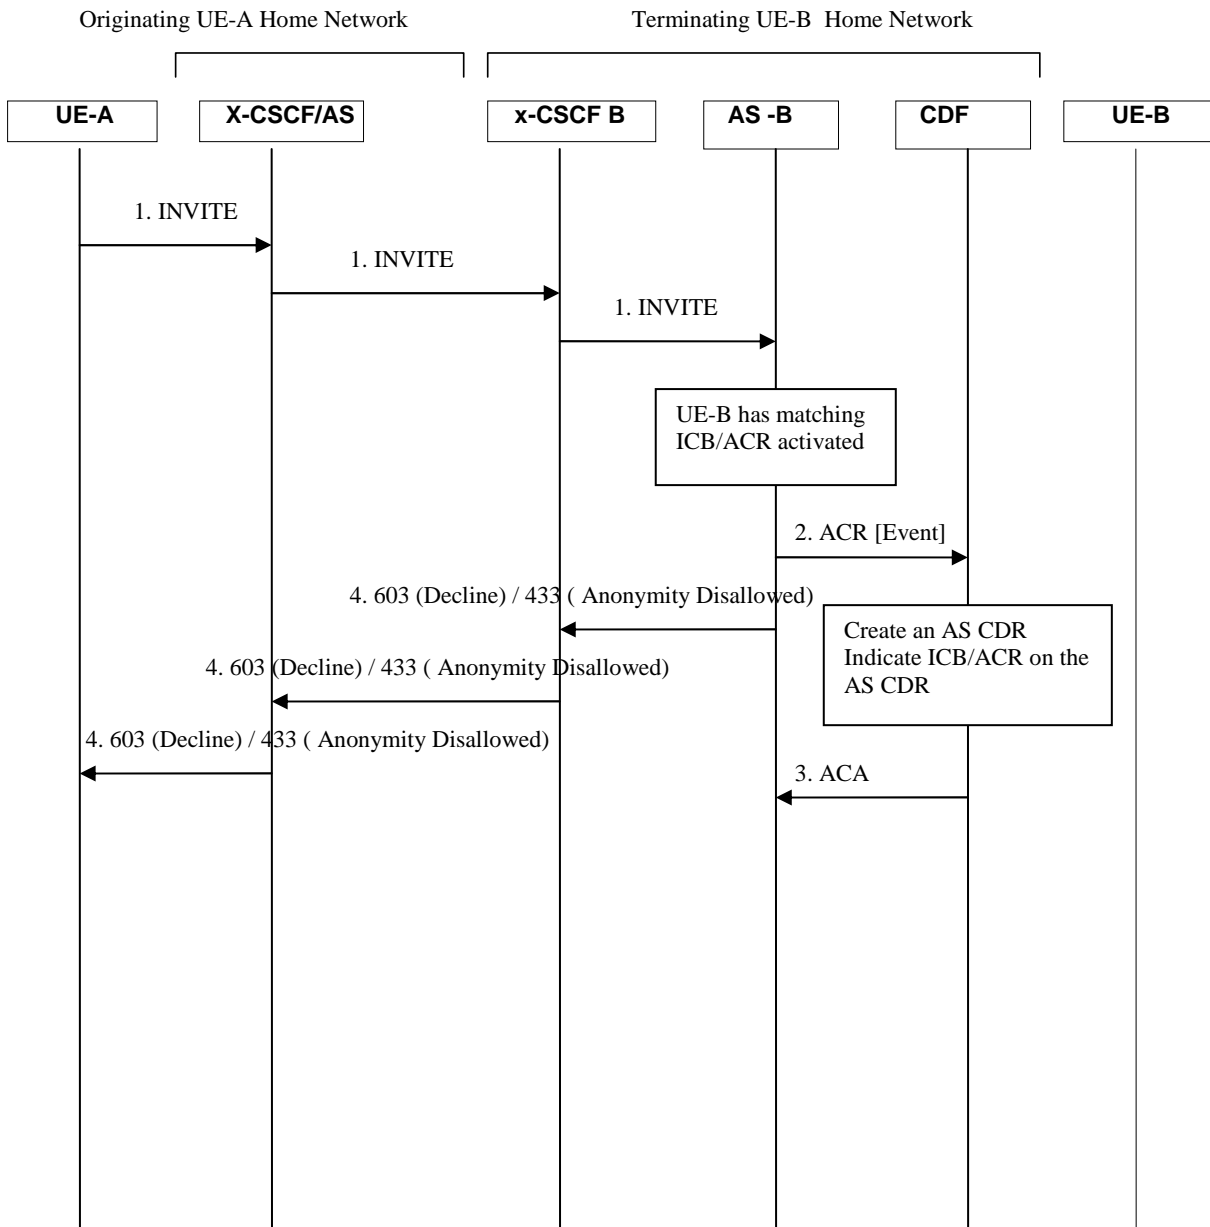 Originating UE-A Home Network
Terminating UE-B Home Network
UE-A
X-CSCF/AS
x-CSCF B
AS -B
CDF
UE-B
1. INVITE
1. INVITE
1. INVITE
UE-B has matching
ICB/ACR activated
2. ACR [Event]
4. 603 (Decline) / 433 ( Anonymity Disallowed)
Create an AS CDR
Indicate ICB/ACR on the
AS CDR
4. 603 (Decline) / 433 ( Anonymity Disallowed)
4. 603 (Decline) / 433 ( Anonymity Disallowed)
3. ACA